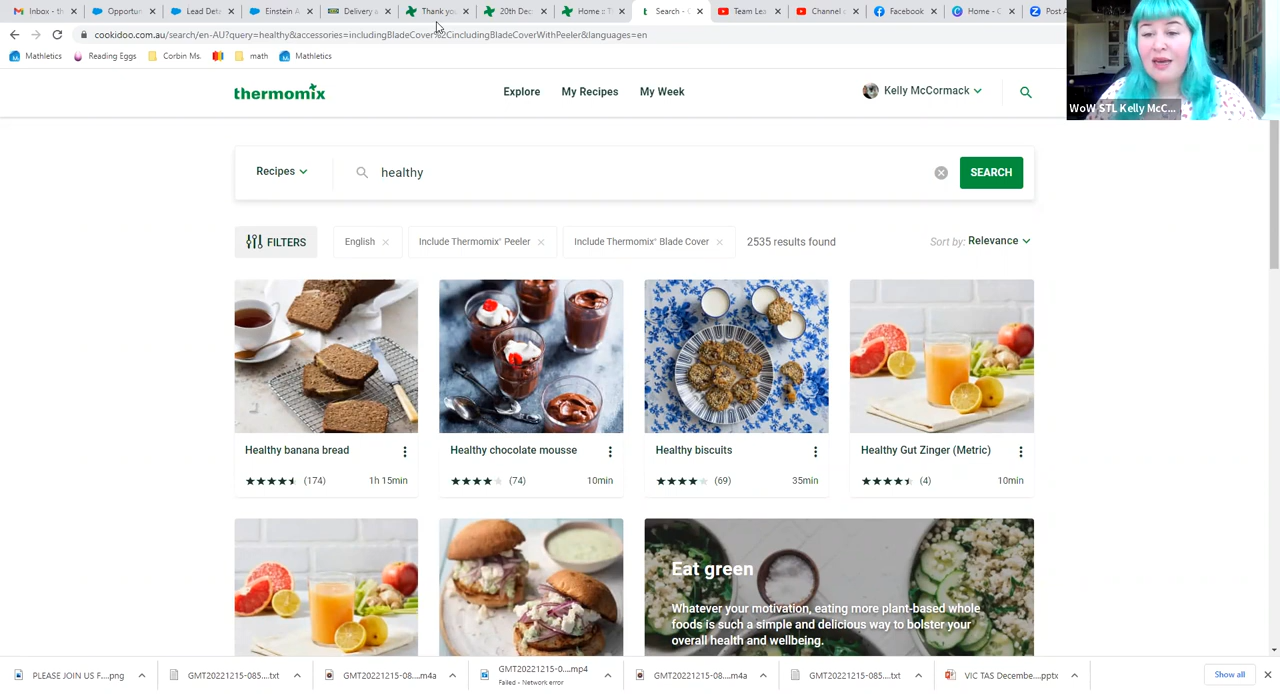 Inbox - th
Opportur
Lead Deta
Einstein A
Delivery a
Thank you
20th Dec
Home :: T
Search - C
Team Lea
Channel c
Facebook
Home - C
Post A
cookidoo.com.au/search/en-AU?query=healthy&accessories=includingBladeCover%2CincludingBladeCoverWithPeeler&languages=en
Mathletics
Reading Eggs
Corbin Ms.
math
Mathletics
thermomix
Explore
My Recipes
My Week
Kelly McCormack
WoW STL Kelly McC...
Recipes
healthy
SEARCH
FILTERS
English
Include Thermomix® Peeler
Include Thermomix® Blade Cover
2535 results found
Sort by: Relevance
Healthy banana bread
(174)
1h 15min
Healthy chocolate mousse
(74)
10min
Healthy biscuits
(69)
35min
Healthy Gut Zinger (Metric)
(4)
10min
Eat green
Whatever your motivation, eating more plant-based whole
foods is such a simple and delicious way to bolster your
overall health and wellbeing.
PLEASE JOIN US F....png
GMT20221215-085....txt
GMT20221215-08....m4a
GMT20221215-0....mp4
Failed - Network error
GMT20221215-08....m4a
GMT20221215-085....txt
VIC TAS Decembe....pptx
Show all